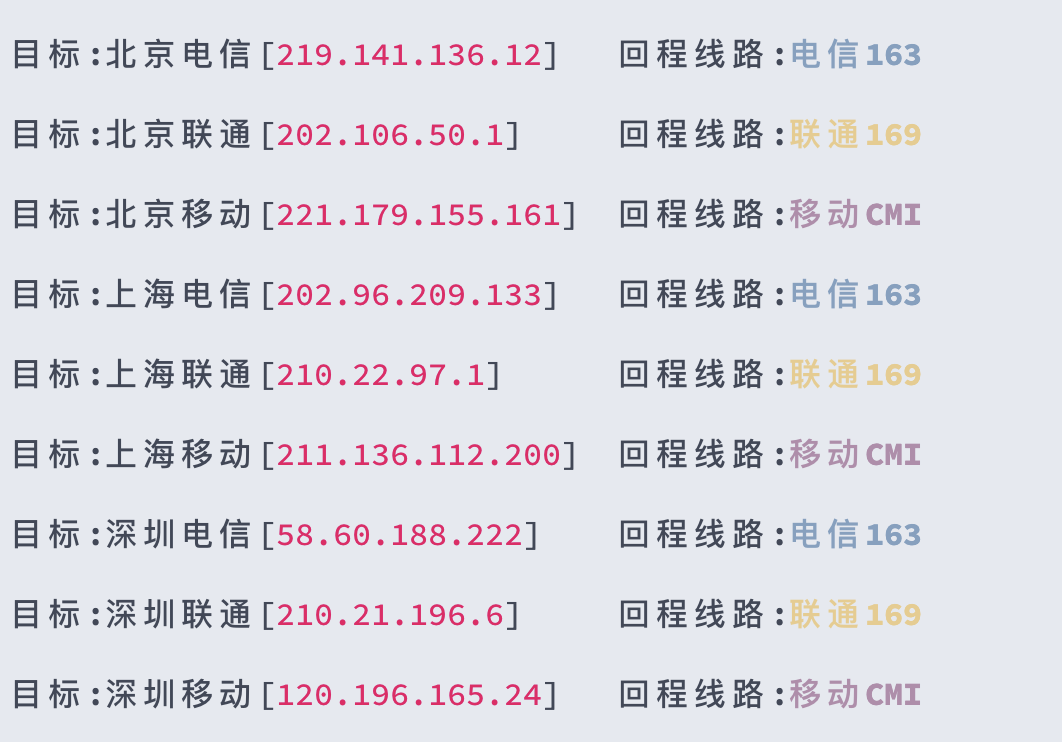 目标:北京电信[219.141.136.12] 回程线路:电信163
目标:北京联通[202.106.50.1] 回程线路:联通169
目标:北京移动[221.179.155.161] 回程线路:移动CMI
目标:上海电信[202.96.209.133] 回程线路:电信163
目标:上海联通[210.22.97.1] 回程线路:联通169
目标:上海移动[211.136.112.200] 回程线路:移动CMI
目标:深圳电信[58.60.188.222] 回程线路:电信163
目标:深圳联通[210.21.196.6] 回程线路:联通169
目标:深圳移动[120.196.165.24] 回程线路:移动CMI